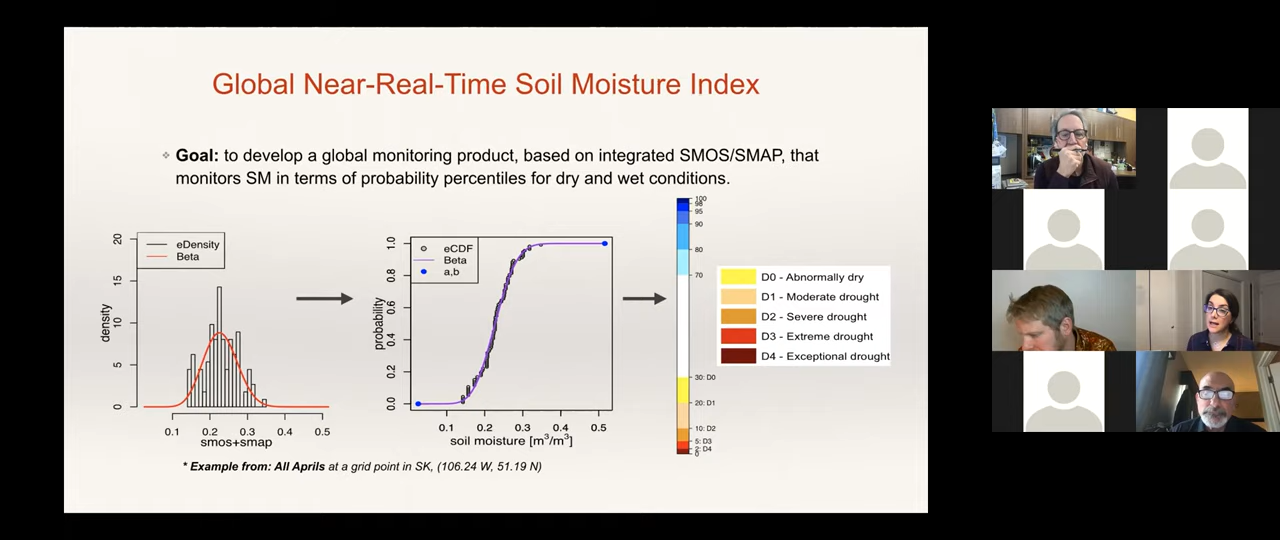 Global Near-Real-Time Soil Moisture Index
Goal: to develop a global monitoring product, based on integrated SMOS/SMAP, that
monitors SM in terms of probability percentiles for dry and wet conditions.
eDensity
Beta
density
20
15
10
5
0
0.1 0.2 0.3 0.4 0.5
smos+smap
eCDF
Beta
a,b
probability
1.0
0.8
0.6
0.4
0.2
0.0
0.1 0.2 0.3 0.4 0.5
soil moisture [m³/m³]
100
98
95
90
80
70
30: D0
20: D1
10: D2
5: D3
2: D4
0
D0 - Abnormally dry
D1 - Moderate drought
D2 - Severe drought
D3 - Extreme drought
D4 - Exceptional drought
* Example from: All Aprils at a grid point in SK, (106.24 W, 51.19 N)